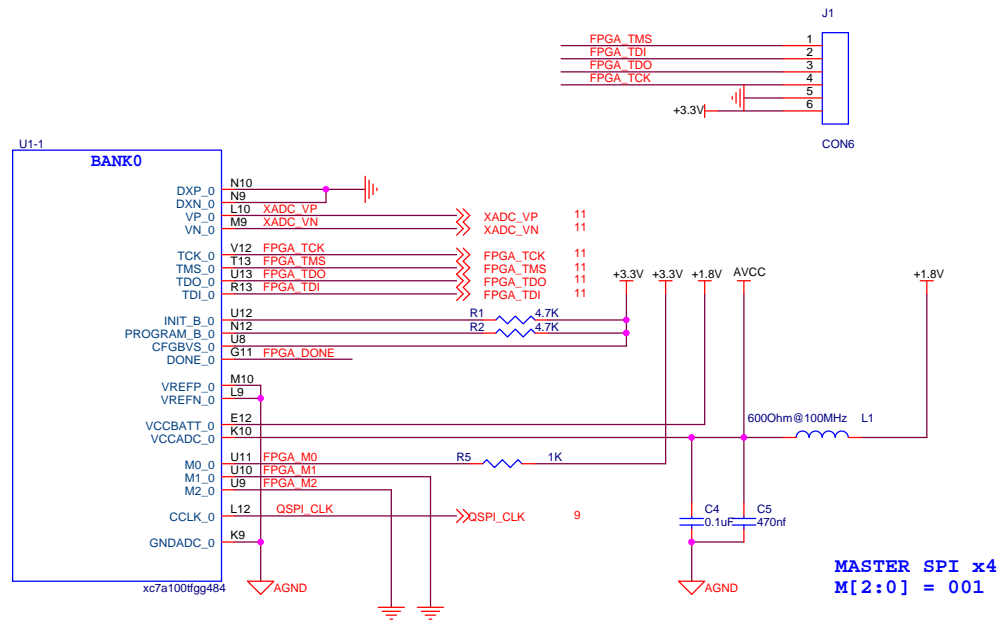 J1
FPGA_TMS 1
FPGA_TDI 2
FPGA_TDO 3
FPGA_TCK 4
5
+3.3V 6
CON6
U1-1
BANK0
DXP_0 N10
DXN_0 N9
VP_0 L10 XADC_VP XADC_VP 11
VN_0 M9 XADC_VN XADC_VN 11
TCK_0 V12 FPGA_TCK FPGA_TCK 11
TMS_0 T13 FPGA_TMS FPGA_TMS 11
TDO_0 U13 FPGA_TDO FPGA_TDO 11
TDI_0 R13 FPGA_TDI FPGA_TDI 11
+3.3V +3.3V +1.8V AVCC +1.8V
INIT_B_0 U12 R1 4.7K
PROGRAM_B_0 N12 R2 4.7K
CFGBVS_0 U8
DONE_0 G11 FPGA_DONE
VREFP_0 M10
VREFN_0 L9
VCCBATT_0 E12 600Ohm@100MHz L1
VCCADC_0 K10
M0_0 U11 FPGA_M0 R5 1K
M1_0 U10 FPGA_M1
M2_0 U9 FPGA_M2
CCLK_0 L12 QSPI_CLK QSPI_CLK 9
C4 C5
0.1uF 470nf
GNDADC_0 K9
xc7a100tfgg484 AGND AGND
MASTER SPI x4
M[2:0] = 001